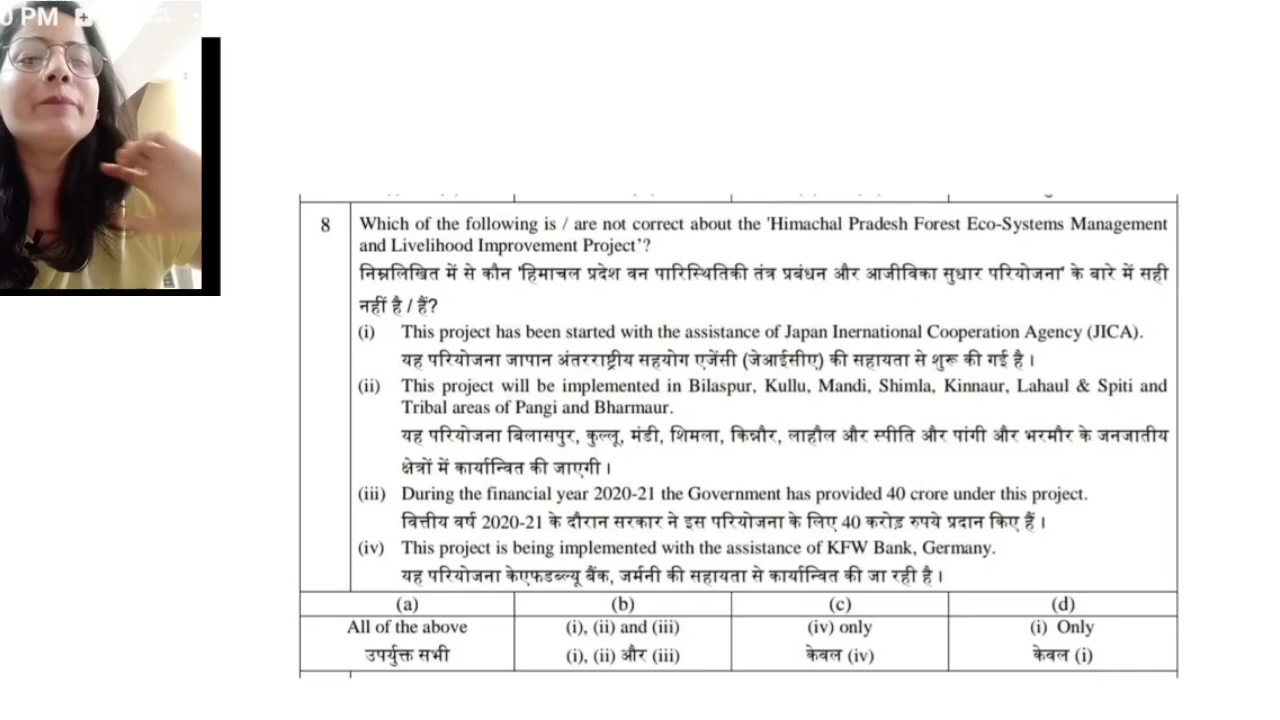 0 PM
8 Which of the following is / are not correct about the 'Himachal Pradesh Forest Eco-Systems Management
and Livelihood Improvement Project'?
निम्नलिखित में से कौन 'हिमाचल प्रदेश वन पारिस्थितिकी तंत्र प्रबंधन और आजीविका सुधार परियोजना' के बारे में सही
नहीं है / हैं?
(i) This project has been started with the assistance of Japan Inernational Cooperation Agency (JICA).
यह परियोजना जापान अंतरराष्ट्रीय सहयोग एजेंसी (जेआईसीए) की सहायता से शुरू की गई है।
(ii) This project will be implemented in Bilaspur, Kullu, Mandi, Shimla, Kinnaur, Lahaul & Spiti and
Tribal areas of Pangi and Bharmaur.
यह परियोजना बिलासपुर, कुल्लू, मंडी, शिमला, किन्नौर, लाहौल और स्पीति और पांगी और भरमौर के जनजातीय
क्षेत्रों में कार्यान्वित की जाएगी।
(iii) During the financial year 2020-21 the Government has provided 40 crore under this project.
वित्तीय वर्ष 2020-21 के दौरान सरकार ने इस परियोजना के लिए 40 करोड़ रुपये प्रदान किए हैं।
(iv) This project is being implemented with the assistance of KFW Bank, Germany.
यह परियोजना केएफडब्ल्यू बैंक, जर्मनी की सहायता से कार्यान्वित की जा रही है।
(a) (b) (c) (d)
All of the above (i), (ii) and (iii) (iv) only (i) Only
उपर्युक्त सभी (i), (ii) और (iii) केवल (iv) केवल (i)